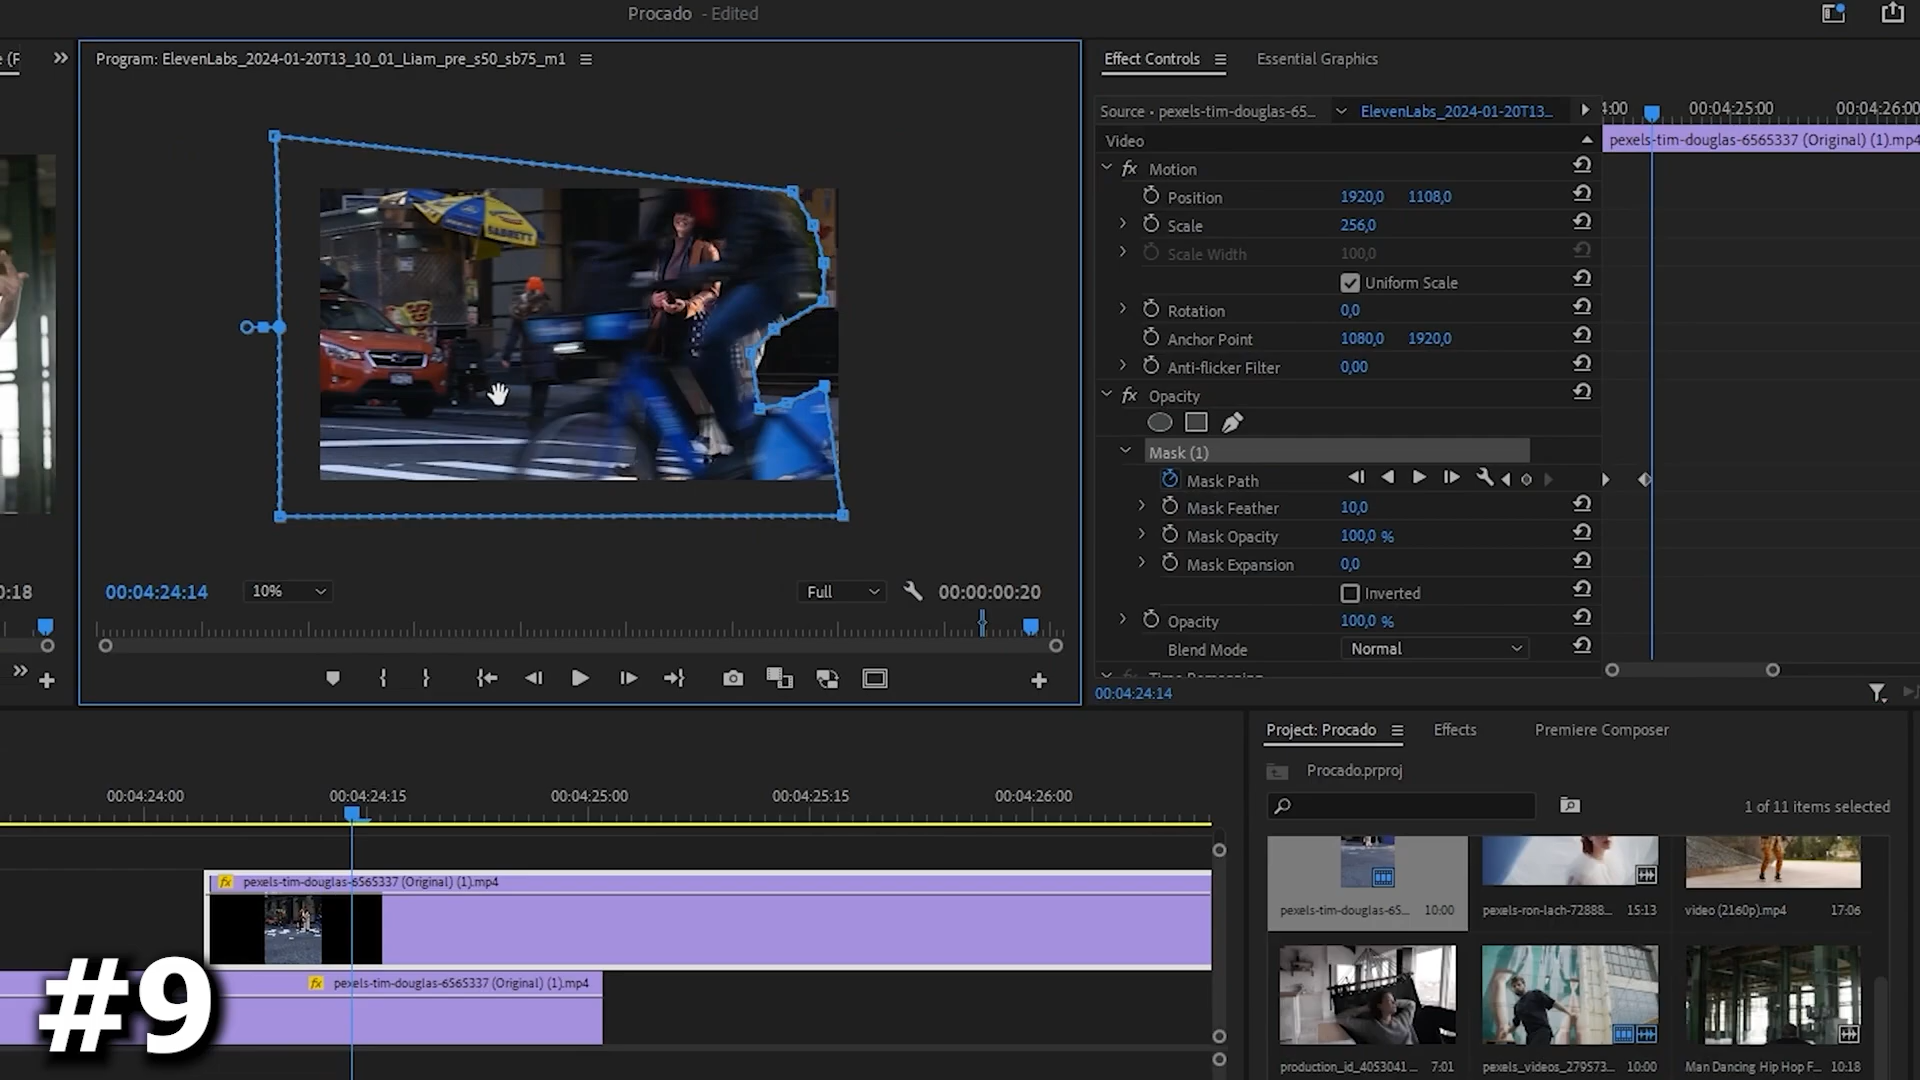 Procado - Edited
e (F
Program: ElevenLabs_2024-01-20T13_10_01_Liam_pre_s50_sb75_m1
SABRETT
0:18
00:04:24:14
10%
Full
00:00:00:20
Effect Controls
Essential Graphics
Source · pexels-tim-douglas-65...
ElevenLabs_2024-01-20T13...
4:00
00:04:25:00
00:04:26:00
pexels-tim-douglas-6565337 (Original) (1).mp4
Video
fx Motion
Position 1920,0 1108,0
Scale 256,0
Scale Width 100,0
Uniform Scale
Rotation 0,0
Anchor Point 1080,0 1920,0
Anti-flicker Filter 0,00
fx Opacity
Mask (1)
Mask Path
Mask Feather 10,0
Mask Opacity 100,0 %
Mask Expansion 0,0
Inverted
Opacity 100,0 %
Blend Mode Normal
00:04:24:14
00:04:24:00
00:04:24:15
00:04:25:00
00:04:25:15
00:04:26:00
fx pexels-tim-douglas-6565337 (Original) (1).mp4
fx pexels-tim-douglas-6565337 (Original) (1).mp4
#9
Project: Procado
Effects
Premiere Composer
Procado.prproj
1 of 11 items selected
pexels-tim-douglas-65... 10:00
pexels-ron-lach-72888... 15:13
video (2160p).mp4 17:06
production_id_4053041 ... 7:01
pexels_videos_279573... 10:00
Man Dancing Hip Hop F... 10:18